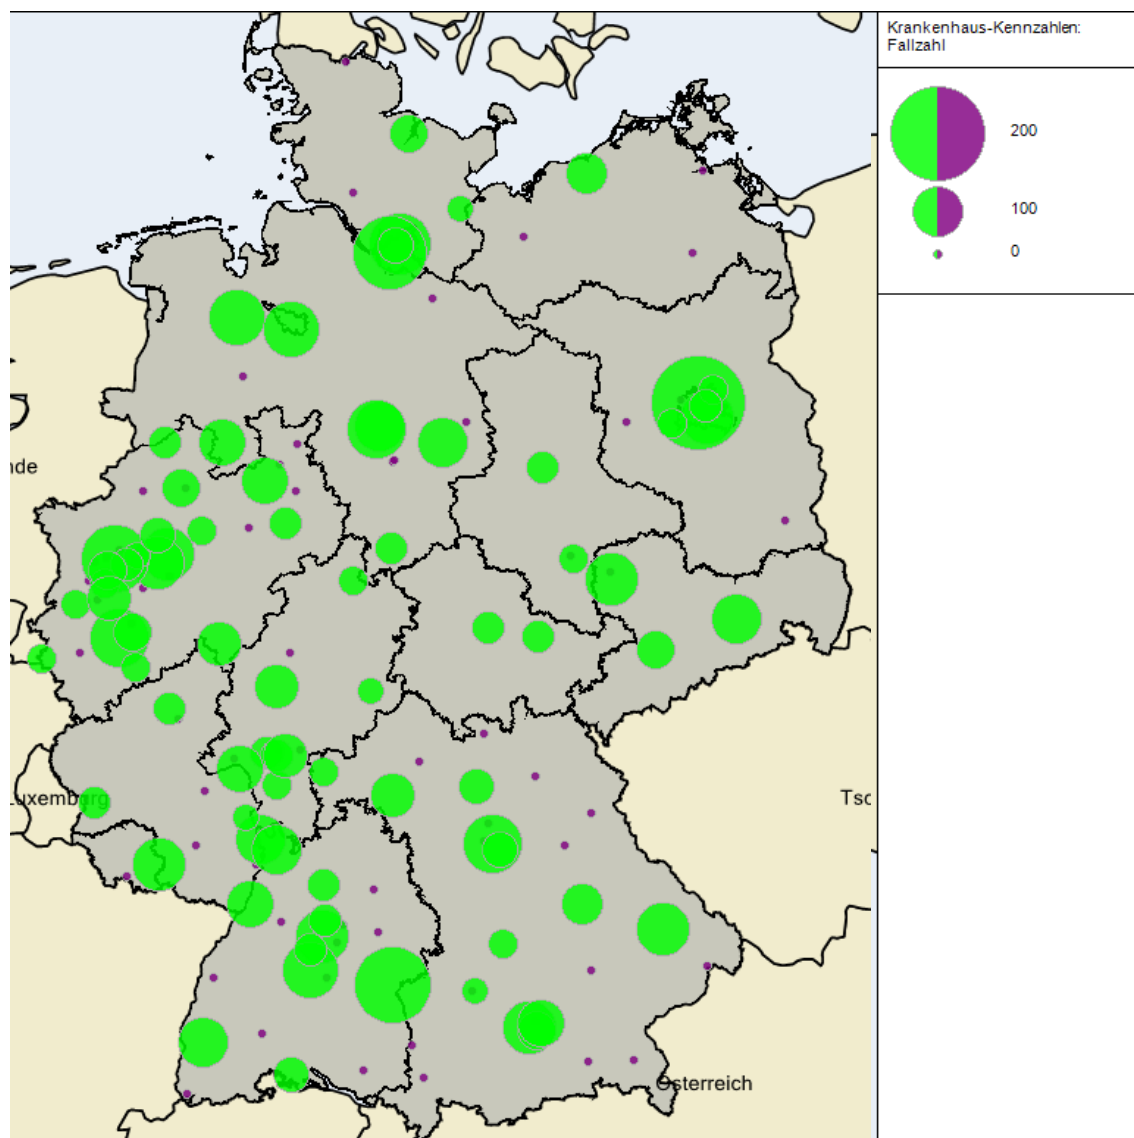 Krankenhaus-Kennzahlen:
Fallzahl
200
100
0
nde
Luxemburg
Tsc
Österreich